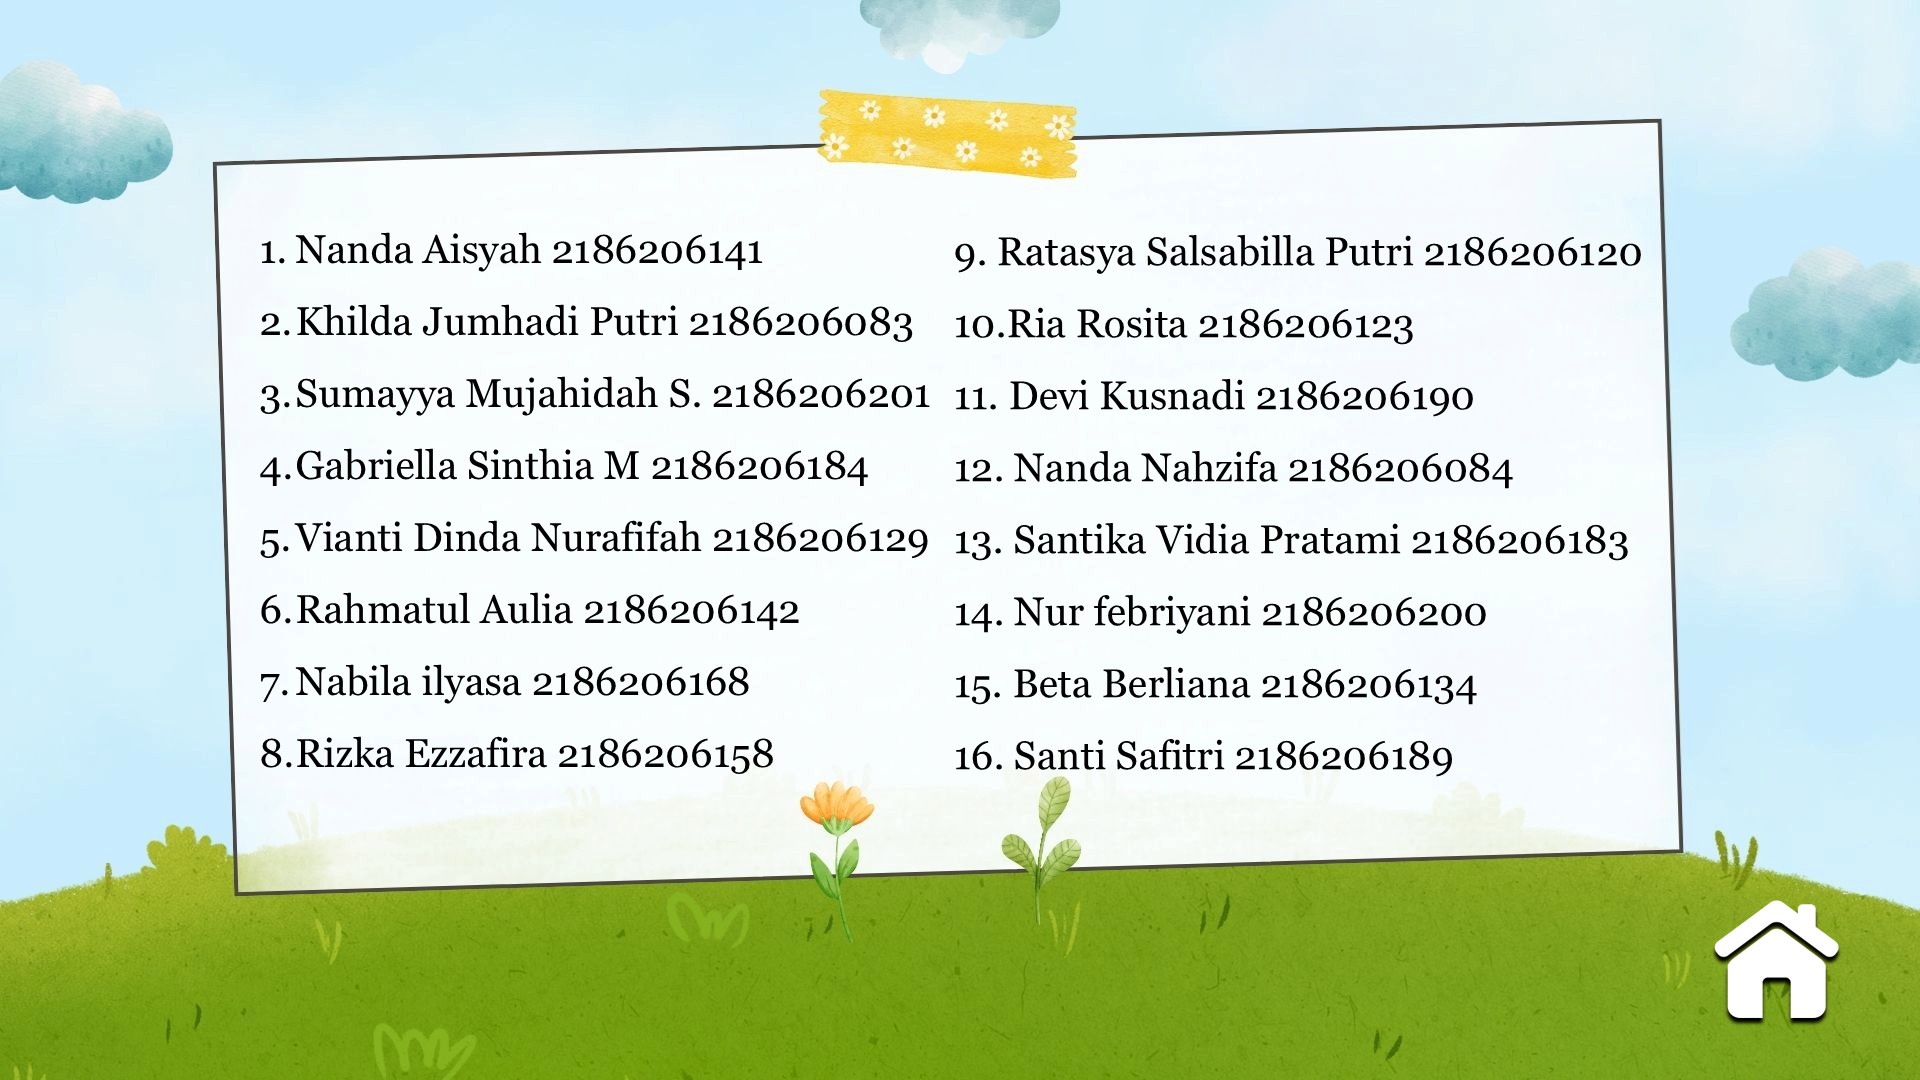 1. Nanda Aisyah 2186206141
2. Khilda Jumhadi Putri 2186206083
3. Sumayya Mujahidah S. 2186206201
4. Gabriella Sinthia M 2186206184
5. Vianti Dinda Nurafifah 2186206129
6. Rahmatul Aulia 2186206142
7. Nabila ilyasa 2186206168
8. Rizka Ezzafira 2186206158
9. Ratasya Salsabilla Putri 2186206120
10.Ria Rosita 2186206123
11. Devi Kusnadi 2186206190
12. Nanda Nahzifa 2186206084
13. Santika Vidia Pratami 2186206183
14. Nur febriyani 2186206200
15. Beta Berliana 2186206134
16. Santi Safitri 2186206189